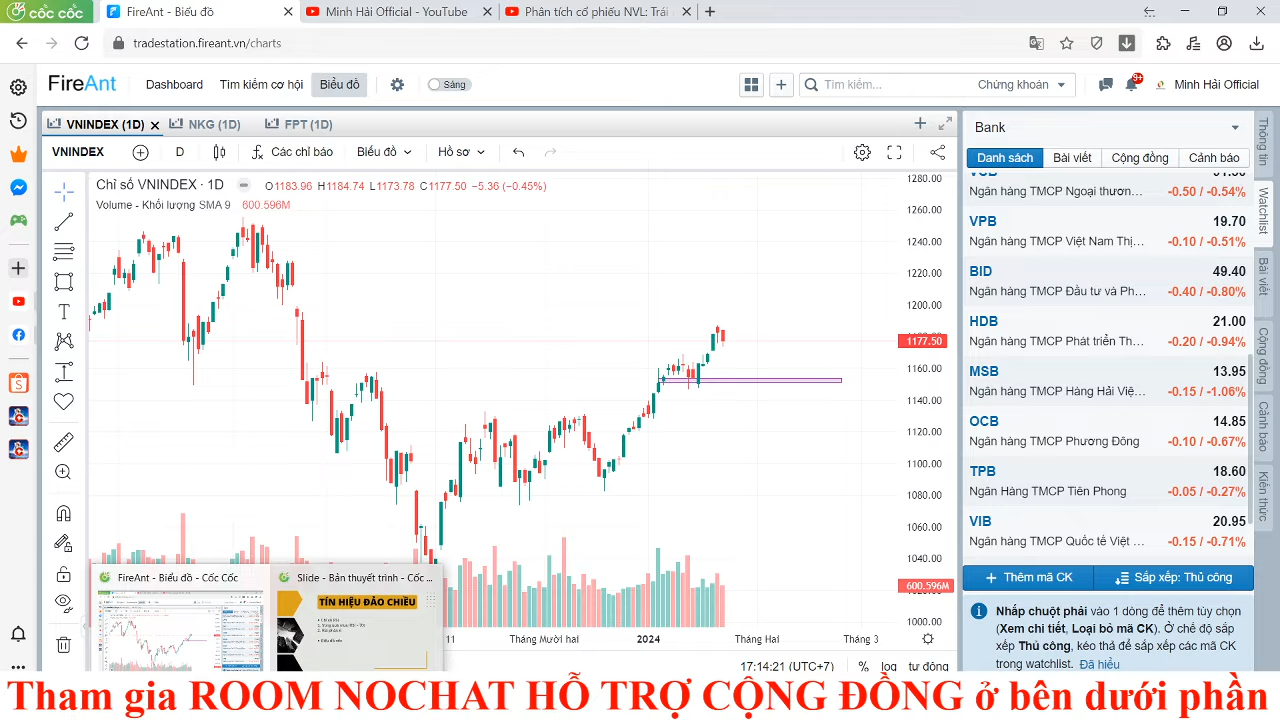 cốc cốc
FireAnt - Biểu đồ
Minh Hải Official - YouTube
Phân tích cổ phiếu NVL: Trái
tradestation.fireant.vn/charts
FireAnt
Dashboard
Tìm kiếm cơ hội
Biểu đồ
Sáng
Tìm kiếm...
Chứng khoán
9+
Minh Hải Official
VNINDEX (1D)
NKG (1D)
FPT (1D)
VNINDEX
D
Các chỉ báo
Biểu đồ
Hồ sơ
Chỉ số VNINDEX · 1D
O1183.96 H1184.74 L1173.78 C1177.50 −5.36 (−0.45%)
Volume - Khối lượng SMA 9 600.596M
1280.00
1260.00
1240.00
1220.00
1200.00
1177.50
1160.00
1140.00
1120.00
1100.00
1080.00
1060.00
1040.00
600.596M
1000.00
11
Tháng Mười hai
2024
Tháng Hai
Tháng 3
17:14:21 (UTC+7)
%
log
tự động
FireAnt - Biểu đồ - Cốc Cốc
Slide - Bản thuyết trình - Cốc ...
TÍN HIỆU ĐẢO CHIỀU
Bank
Danh sách
Bài viết
Cộng đồng
Cảnh báo
Ngân hàng TMCP Ngoại thươn...
-0.50 / -0.54%
VPB
19.70
Ngân hàng TMCP Việt Nam Thị...
-0.10 / -0.51%
BID
49.40
Ngân hàng TMCP Đầu tư và Ph...
-0.40 / -0.80%
HDB
21.00
Ngân hàng TMCP Phát triển Th...
-0.20 / -0.94%
MSB
13.95
Ngân hàng TMCP Hàng Hải Việ...
-0.15 / -1.06%
OCB
14.85
Ngân hàng TMCP Phương Đông
-0.10 / -0.67%
TPB
18.60
Ngân Hàng TMCP Tiên Phong
-0.05 / -0.27%
VIB
20.95
Ngân hàng TMCP Quốc tế Việt ...
-0.15 / -0.71%
Thêm mã CK
Sắp xếp: Thủ công
Nhấp chuột phải vào 1 dòng để thêm tùy chọn
(Xem chi tiết, Loại bỏ mã CK). Ở chế độ sắp
xếp Thủ công, kéo thả để sắp xếp các mã CK
trong watchlist. Đã hiểu
Thông tin
Watchlist
Bài viết
Cộng đồng
Cảnh báo
Kiến thức
Tham gia ROOM NOCHAT HỖ TRỢ CỘNG ĐỒNG ở bên dưới phần